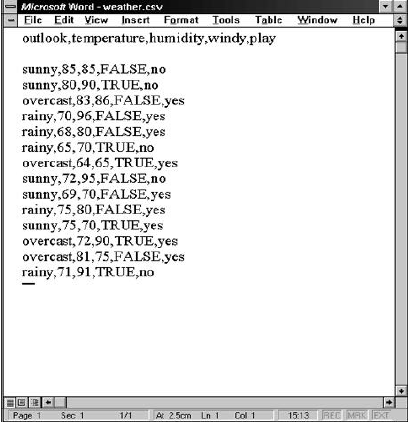 Microsoft Word - weather.csv
File Edit View Insert Format Tools Table Window Help
outlook,temperature,humidity,windy,play
sunny,85,85,FALSE,no
sunny,80,90,TRUE,no
overcast,83,86,FALSE,yes
rainy,70,96,FALSE,yes
rainy,68,80,FALSE,yes
rainy,65,70,TRUE,no
overcast,64,65,TRUE,yes
sunny,72,95,FALSE,no
sunny,69,70,FALSE,yes
rainy,75,80,FALSE,yes
sunny,75,70,TRUE,yes
overcast,72,90,TRUE,yes
overcast,81,75,FALSE,yes
rainy,71,91,TRUE,no
Page 1 Sec 1 1/1 At 2.5cm Ln 1 Col 1 15:13 REC MRK EXT